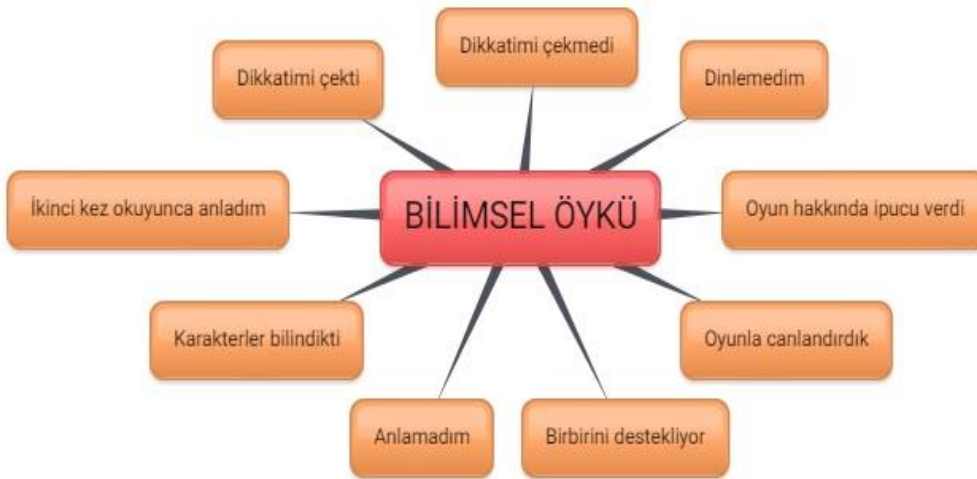 Dikkatimi çekmedi
Dikkatimi çekti
Dinlemedim
İkinci kez okuyunca anladım
BİLİMSEL ÖYKÜ
Oyun hakkında ipucu verdi
Karakterler bilindikti
Oyunla canlandırdık
Anlamadım
Birbirini destekliyor